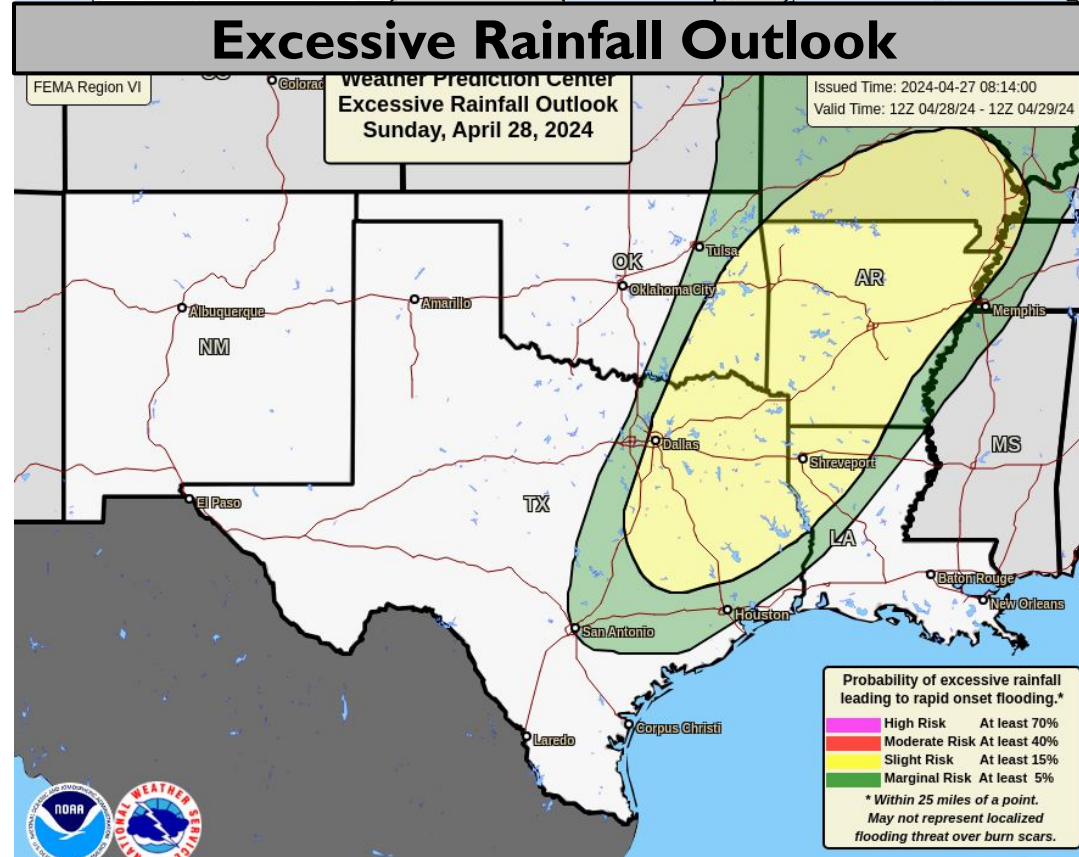 Excessive Rainfall Outlook
FEMA Region VI
Weather Prediction Center
Excessive Rainfall Outlook
Sunday, April 28, 2024
Issued Time: 2024-04-27 08:14:00
Valid Time: 12Z 04/28/24 - 12Z 04/29/24
Tulsa
OK
Oklahoma City
AR
Amarillo
Albuquerque
Memphis
NM
Dallas
MS
Shreveport
El Paso
TX
LA
Baton Rouge
New Orleans
Houston
San Antonio
Corpus Christi
Laredo
Probability of excessive rainfall
leading to rapid onset flooding.*
High Risk At least 70%
Moderate Risk At least 40%
Slight Risk At least 15%
Marginal Risk At least 5%
* Within 25 miles of a point.
May not represent localized
flooding threat over burn scars.
NOAA
NATIONAL WEATHER SERVICE